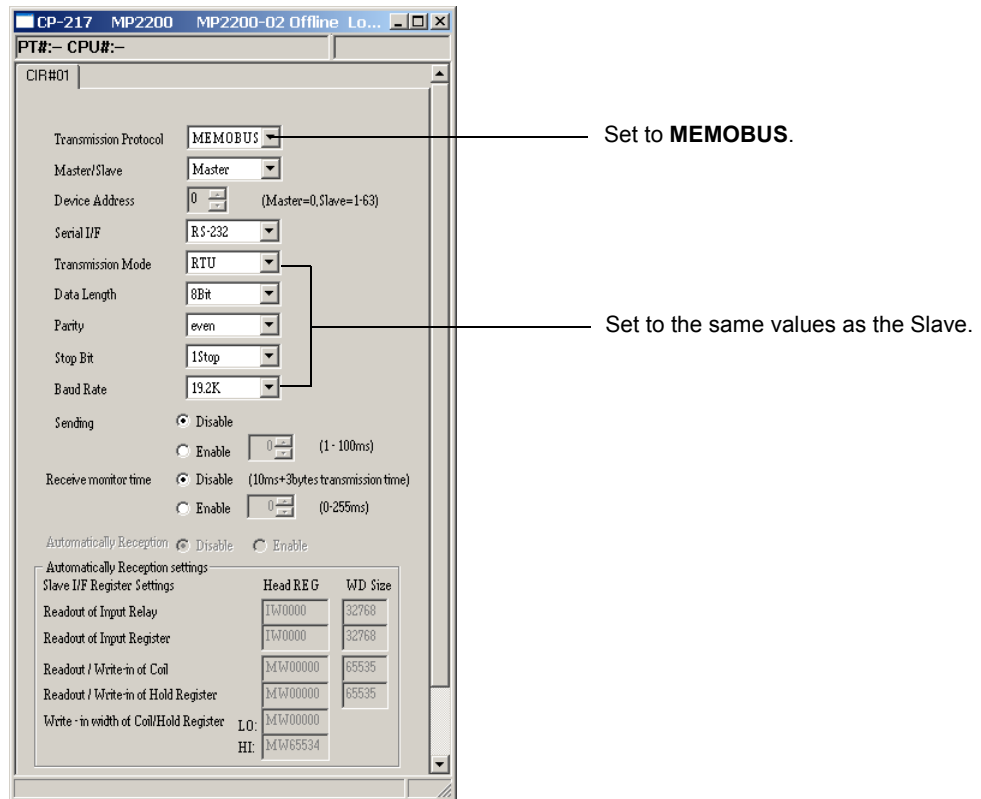 CP-217 MP2200 MP2200-02 Offline Lo...
PT#:– CPU#:–
CIR#01
Transmission Protocol MEMOBUS
Set to MEMOBUS.
Master/Slave Master
Device Address 0 (Master=0,Slave=1-63)
Serial I/F RS-232
Transmission Mode RTU
Data Length 8Bit
Parity even
Set to the same values as the Slave.
Stop Bit 1Stop
Baud Rate 19.2K
Sending Disable
Enable 0 (1 - 100ms)
Receive monitor time Disable (10ms+3bytes transmission time)
Enable 0 (0-255ms)
Automatically Reception Disable Enable
Automatically Reception settings
Slave I/F Register Settings Head REG WD Size
Readout of Input Relay IW0000 32768
Readout of Input Register IW0000 32768
Readout / Write-in of Coil MW00000 65535
Readout / Write-in of Hold Register MW00000 65535
Write - in width of Coil/Hold Register LO: MW00000
HI: MW65534